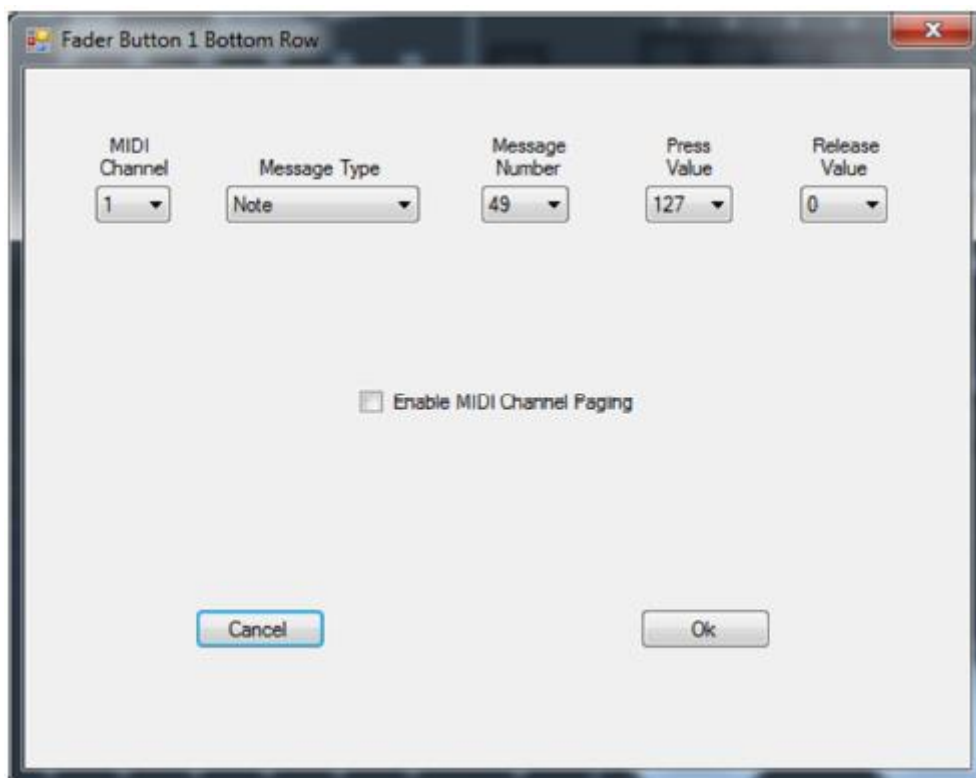 Fader Button 1 Bottom Row
MIDI Channel
Message Type
Message Number
Press Value
Release Value
1
Note
49
127
0
Enable MIDI Channel Paging
Cancel
Ok